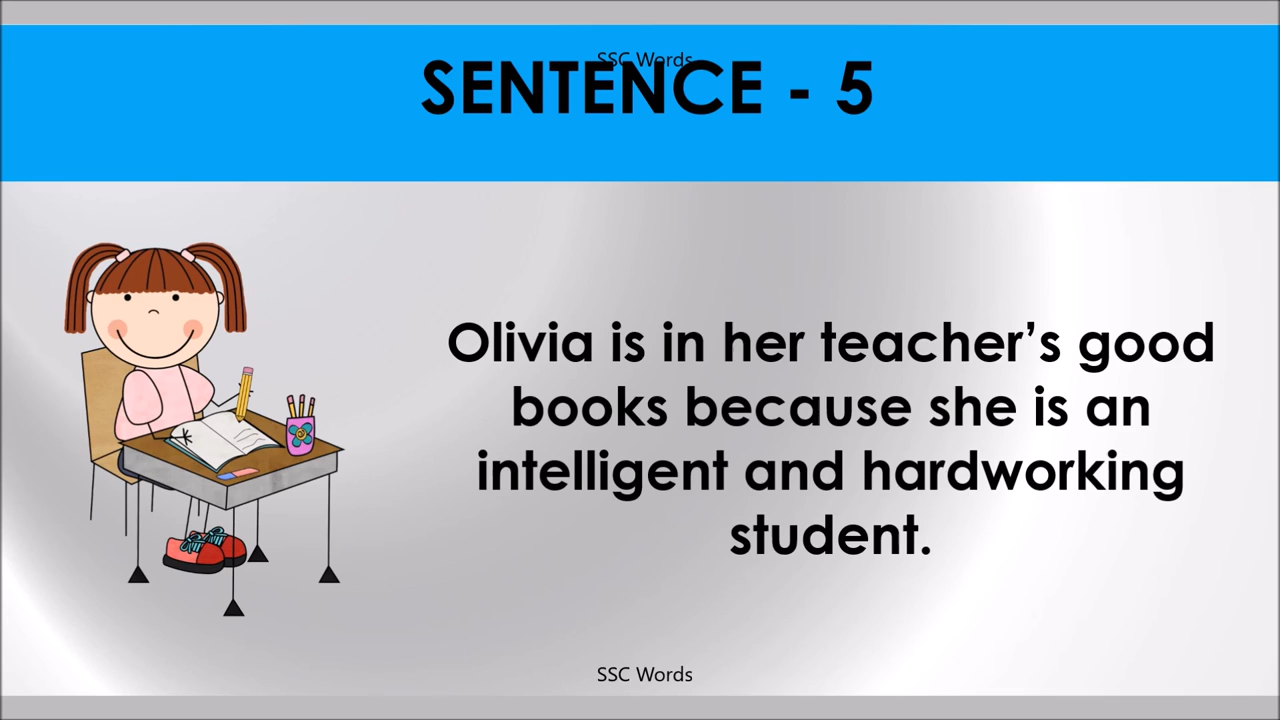 SSC Words
SENTENCE - 5
Olivia is in her teacher’s good
books because she is an
intelligent and hardworking
student.
SSC Words